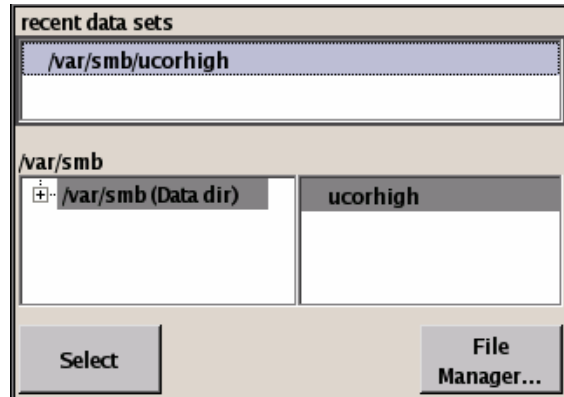 recent data sets
/var/smb/ucorhigh
/var/smb
/var/smb (Data dir)
ucorhigh
Select
File
Manager...